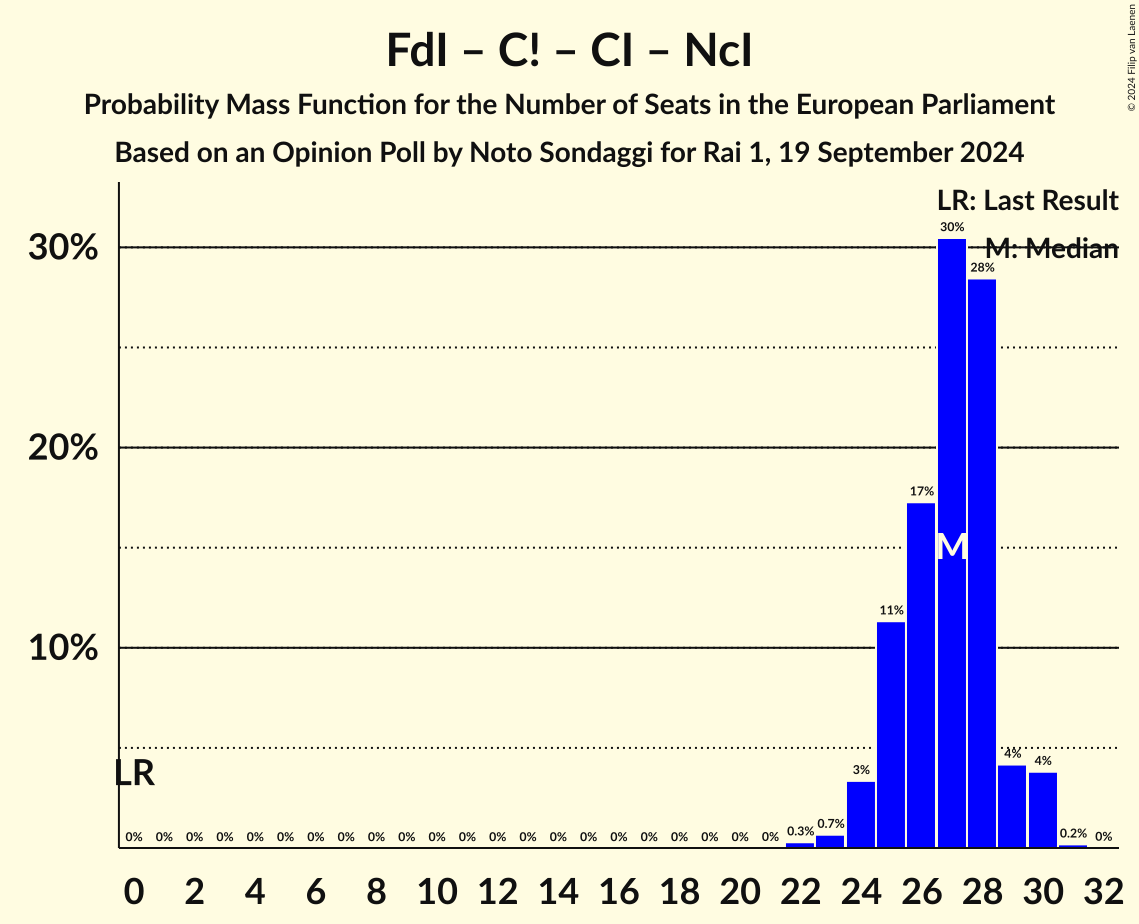 FdI – C! – CI – NcI
Probability Mass Function for the Number of Seats in the European Parliament
Based on an Opinion Poll by Noto Sondaggi for Rai 1, 19 September 2024
© 2024 Filip van Laenen
LR: Last Result
M: Median
30%
20%
10%
30%
28%
17%
M
11%
4%
4%
3%
LR
0% 0% 0% 0% 0% 0% 0% 0% 0% 0% 0% 0% 0% 0% 0% 0% 0% 0% 0% 0% 0% 0% 0.3% 0.7% 0.2% 0%
0 2 4 6 8 10 12 14 16 18 20 22 24 26 28 30 32